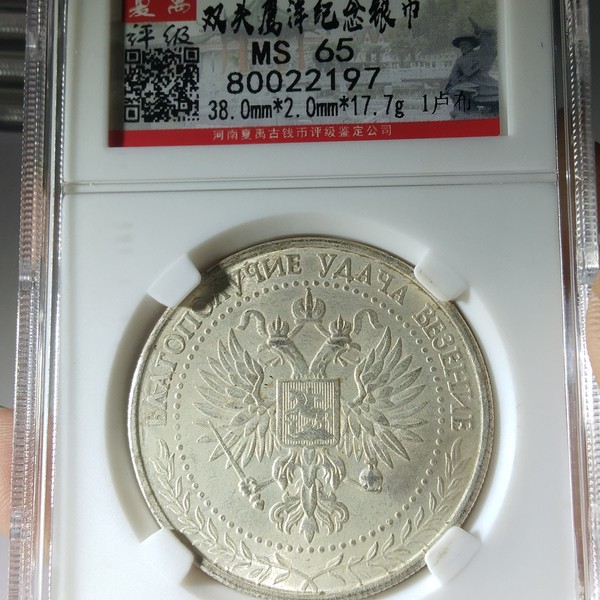 夏禹
评级
双头鹰洋纪念银币
MS 65
80022197
38.0mm*2.0mm*17.7g 1卢布
河南夏禹古钱币评级鉴定公司
БЛАГОПОЛУЧИЕ УДАЧА ВЕЗЕНИЕ